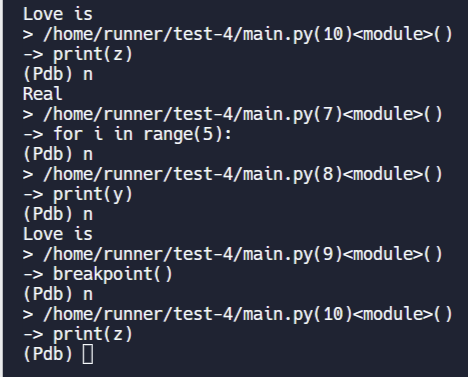 Love is
> /home/runner/test-4/main.py(10)<module>()
-> print(z)
(Pdb) n
Real
> /home/runner/test-4/main.py(7)<module>()
-> for i in range(5):
(Pdb) n
> /home/runner/test-4/main.py(8)<module>()
-> print(y)
(Pdb) n
Love is
> /home/runner/test-4/main.py(9)<module>()
-> breakpoint()
(Pdb) n
> /home/runner/test-4/main.py(10)<module>()
-> print(z)
(Pdb)